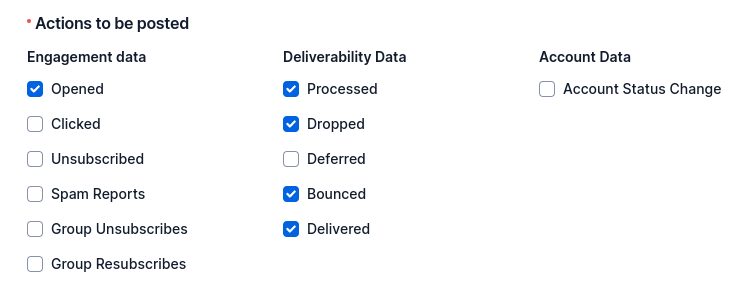 * Actions to be posted
Engagement data
Opened
Clicked
Unsubscribed
Spam Reports
Group Unsubscribes
Group Resubscribes
Deliverability Data
Processed
Dropped
Deferred
Bounced
Delivered
Account Data
Account Status Change